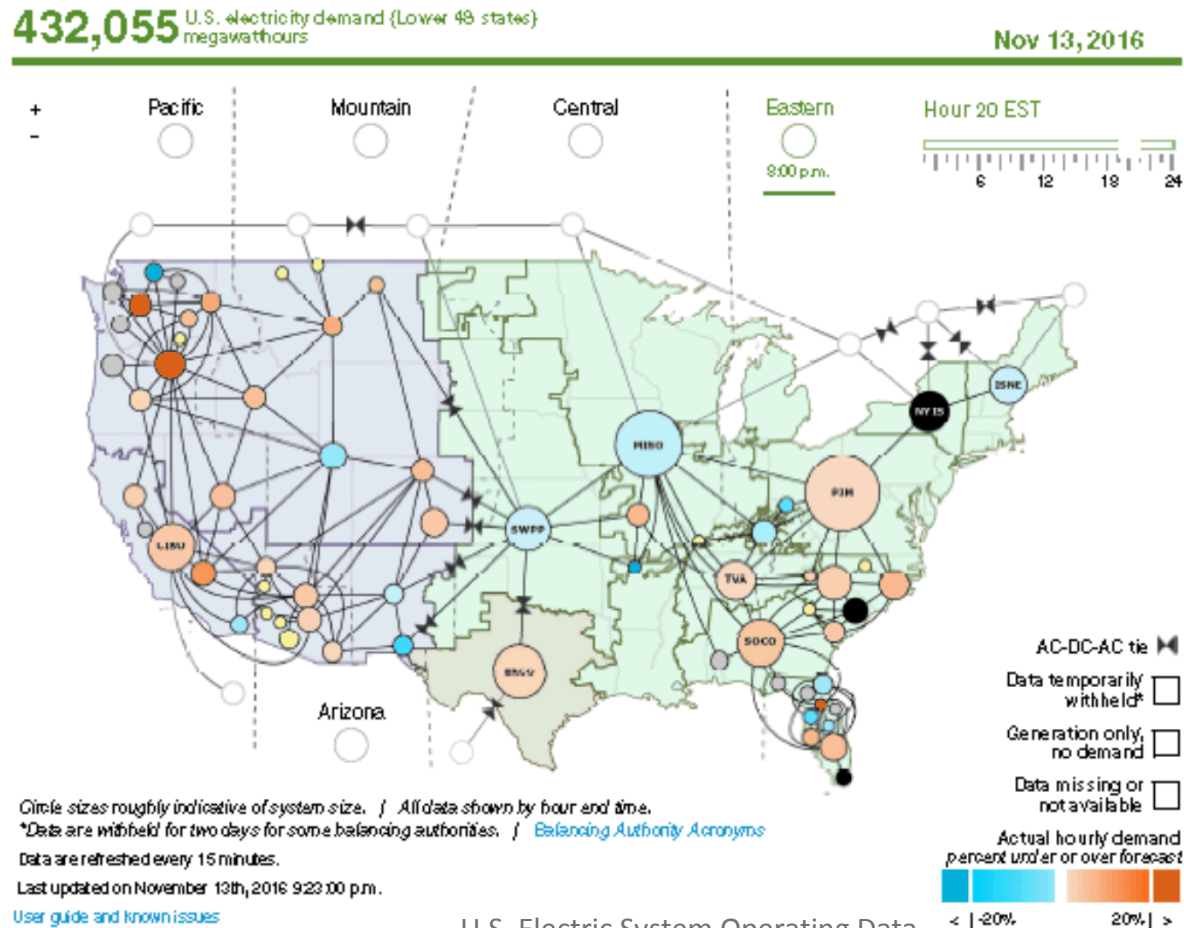 432,055 U.S. electricity demand (Lower 48 states)
megawatthours
Nov 13, 2016
+
-
Pacific
Mountain
Central
Eastern
8:00 p.m.
Hour 20 EST
6 12 18 24
ISNE
NYIS
MISO
PJM
SWPP
TVA
SOCO
Arizona
AC-DC-AC tie
Data temporarily
withheld*
Generation only,
no demand
Data missing or
not available
Circle sizes roughly indicative of system size. | All data shown by hour end time.
*Data are withheld for two days for some balancing authorities. | Balancing Authority Acronyms
Data are refreshed every 15 minutes.
Last updated on November 13th, 2016 9:23:00 p.m.
User guide and known issues
Actual hourly demand
percent under or over forecast
< | -20% 20% | >
U.S. Electric System Operating Data